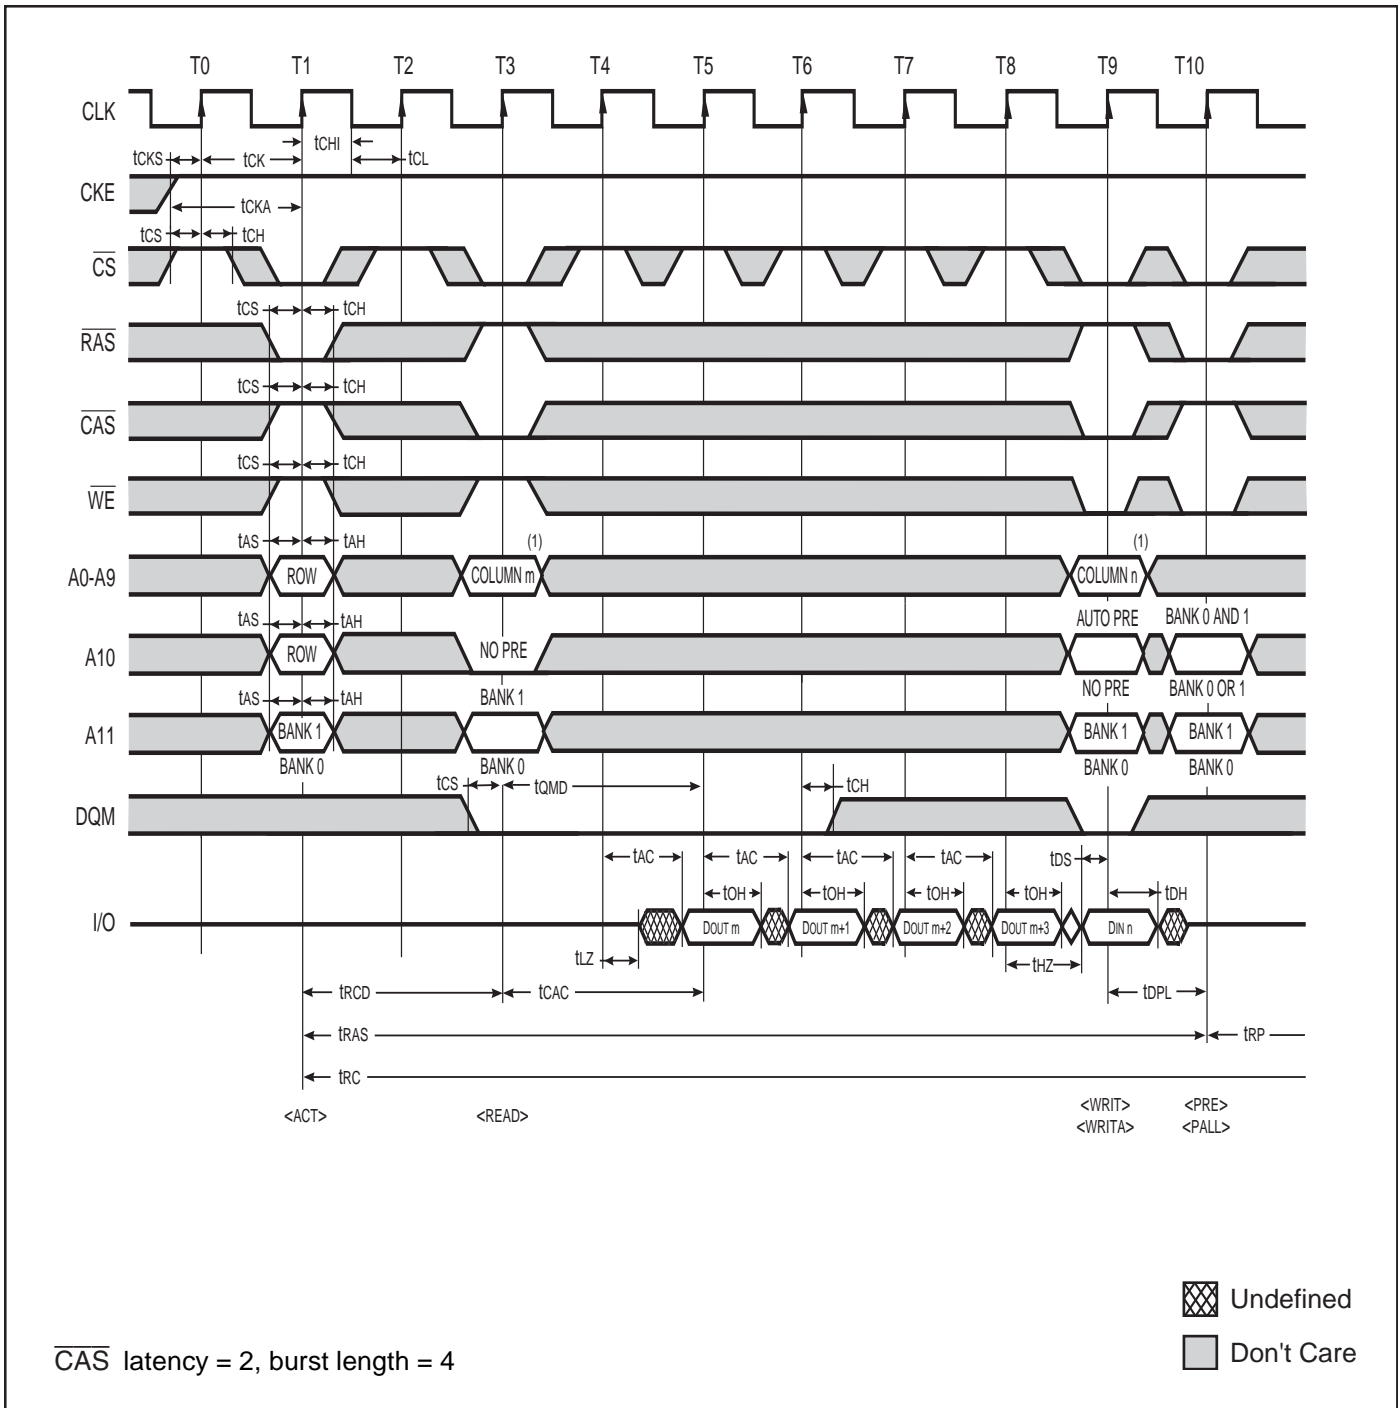 T0 T1 T2 T3 T4 T5 T6 T7 T8 T9 T10
CLK
tCHI
tCKS tCK tCL
CKE
tCKA
tCS tCH
CS
tCS tCH
RAS
tCS tCH
CAS
tCS tCH
WE
tAS tAH (1) (1)
A0-A9 ROW COLUMN m COLUMN n
tAS tAH AUTO PRE BANK 0 AND 1
A10 ROW NO PRE
tAS tAH BANK 1 NO PRE BANK 0 OR 1
A11 BANK 1 BANK 1 BANK 1
BANK 0 BANK 0 BANK 0 BANK 0
tCS tQMD tCH
DQM
tAC tAC tAC tAC tDS
tOH tOH tOH tOH tDH
I/O DOUT m DOUT m+1 DOUT m+2 DOUT m+3 DIN n
tLZ tHZ
tRCD tCAC tDPL
tRAS tRP
tRC
<ACT> <READ> <WRIT> <PRE>
<WRITA> <PALL>
Undefined
Don't Care
CAS latency = 2, burst length = 4